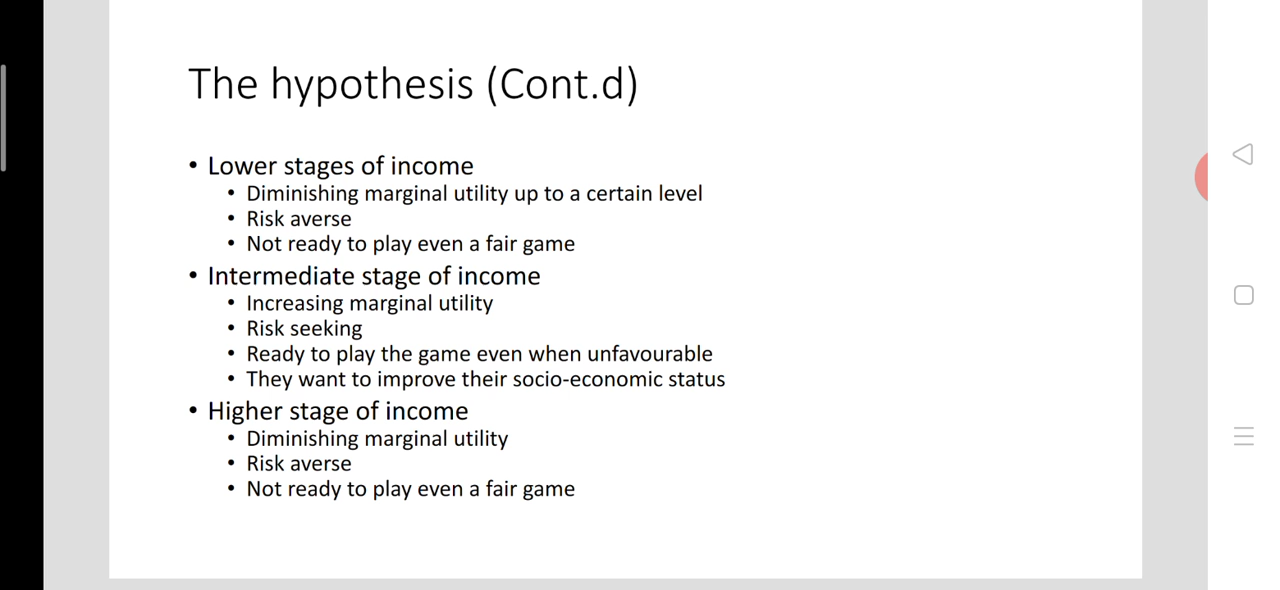 The hypothesis (Cont.d)
• Lower stages of income
• Diminishing marginal utility up to a certain level
• Risk averse
• Not ready to play even a fair game
• Intermediate stage of income
• Increasing marginal utility
• Risk seeking
• Ready to play the game even when unfavourable
• They want to improve their socio-economic status
• Higher stage of income
• Diminishing marginal utility
• Risk averse
• Not ready to play even a fair game